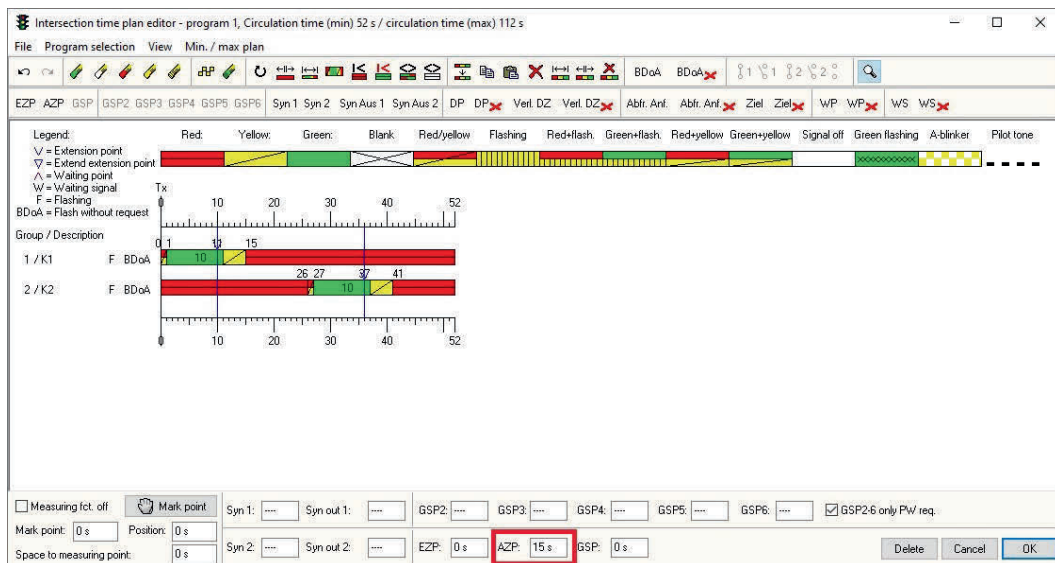 Intersection time plan editor - program 1, Circulation time (min) 52 s / circulation time (max) 112 s
File Program selection View Min. / max plan
BDoA BDoA 1 1 2 2
EZP AZP GSP GSP2 GSP3 GSP4 GSP5 GSP6 Syn 1 Syn 2 Syn Aus 1 Syn Aus 2 DP DP Verl. DZ Verl. DZ Abfr. Anf. Abfr. Anf. Ziel Ziel WP WP WS WS
Legend: Red: Yellow: Green: Blank Red/yellow Flashing Red+flash. Green+flash. Red+yellow Green+yellow Signal off Green flashing A-blinker Pilot tone
V = Extension point
▽ = Extend extension point
Λ = Waiting point
W = Waiting signal
F = Flashing
BDoA = Flash without request
Tx
0 10 20 30 40 52
Group / Description
0 1 11 15
1 / K1 F BDoA 10
26 27 37 41
2 / K2 F BDoA 10
0 10 20 30 40 52
Measuring fct. off Mark point Syn 1: ---- Syn out 1: ---- GSP2: ---- GSP3: ---- GSP4: ---- GSP5: ---- GSP6: ---- GSP2-6 only PW req.
Mark point: 0 s Position: 0 s
Space to measuring point: 0 s Syn 2: ---- Syn out 2: ---- EZP: 0 s AZP: 15 s GSP: 0 s Delete Cancel OK